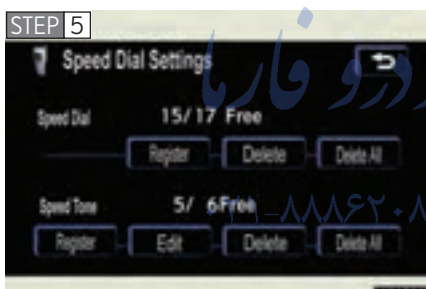 STEP 5
Speed Dial Settings
Speed Dial 15/17 Free
Register Delete Delete All
Speed Tone 5/ 6Free
Register Edit Delete Delete All